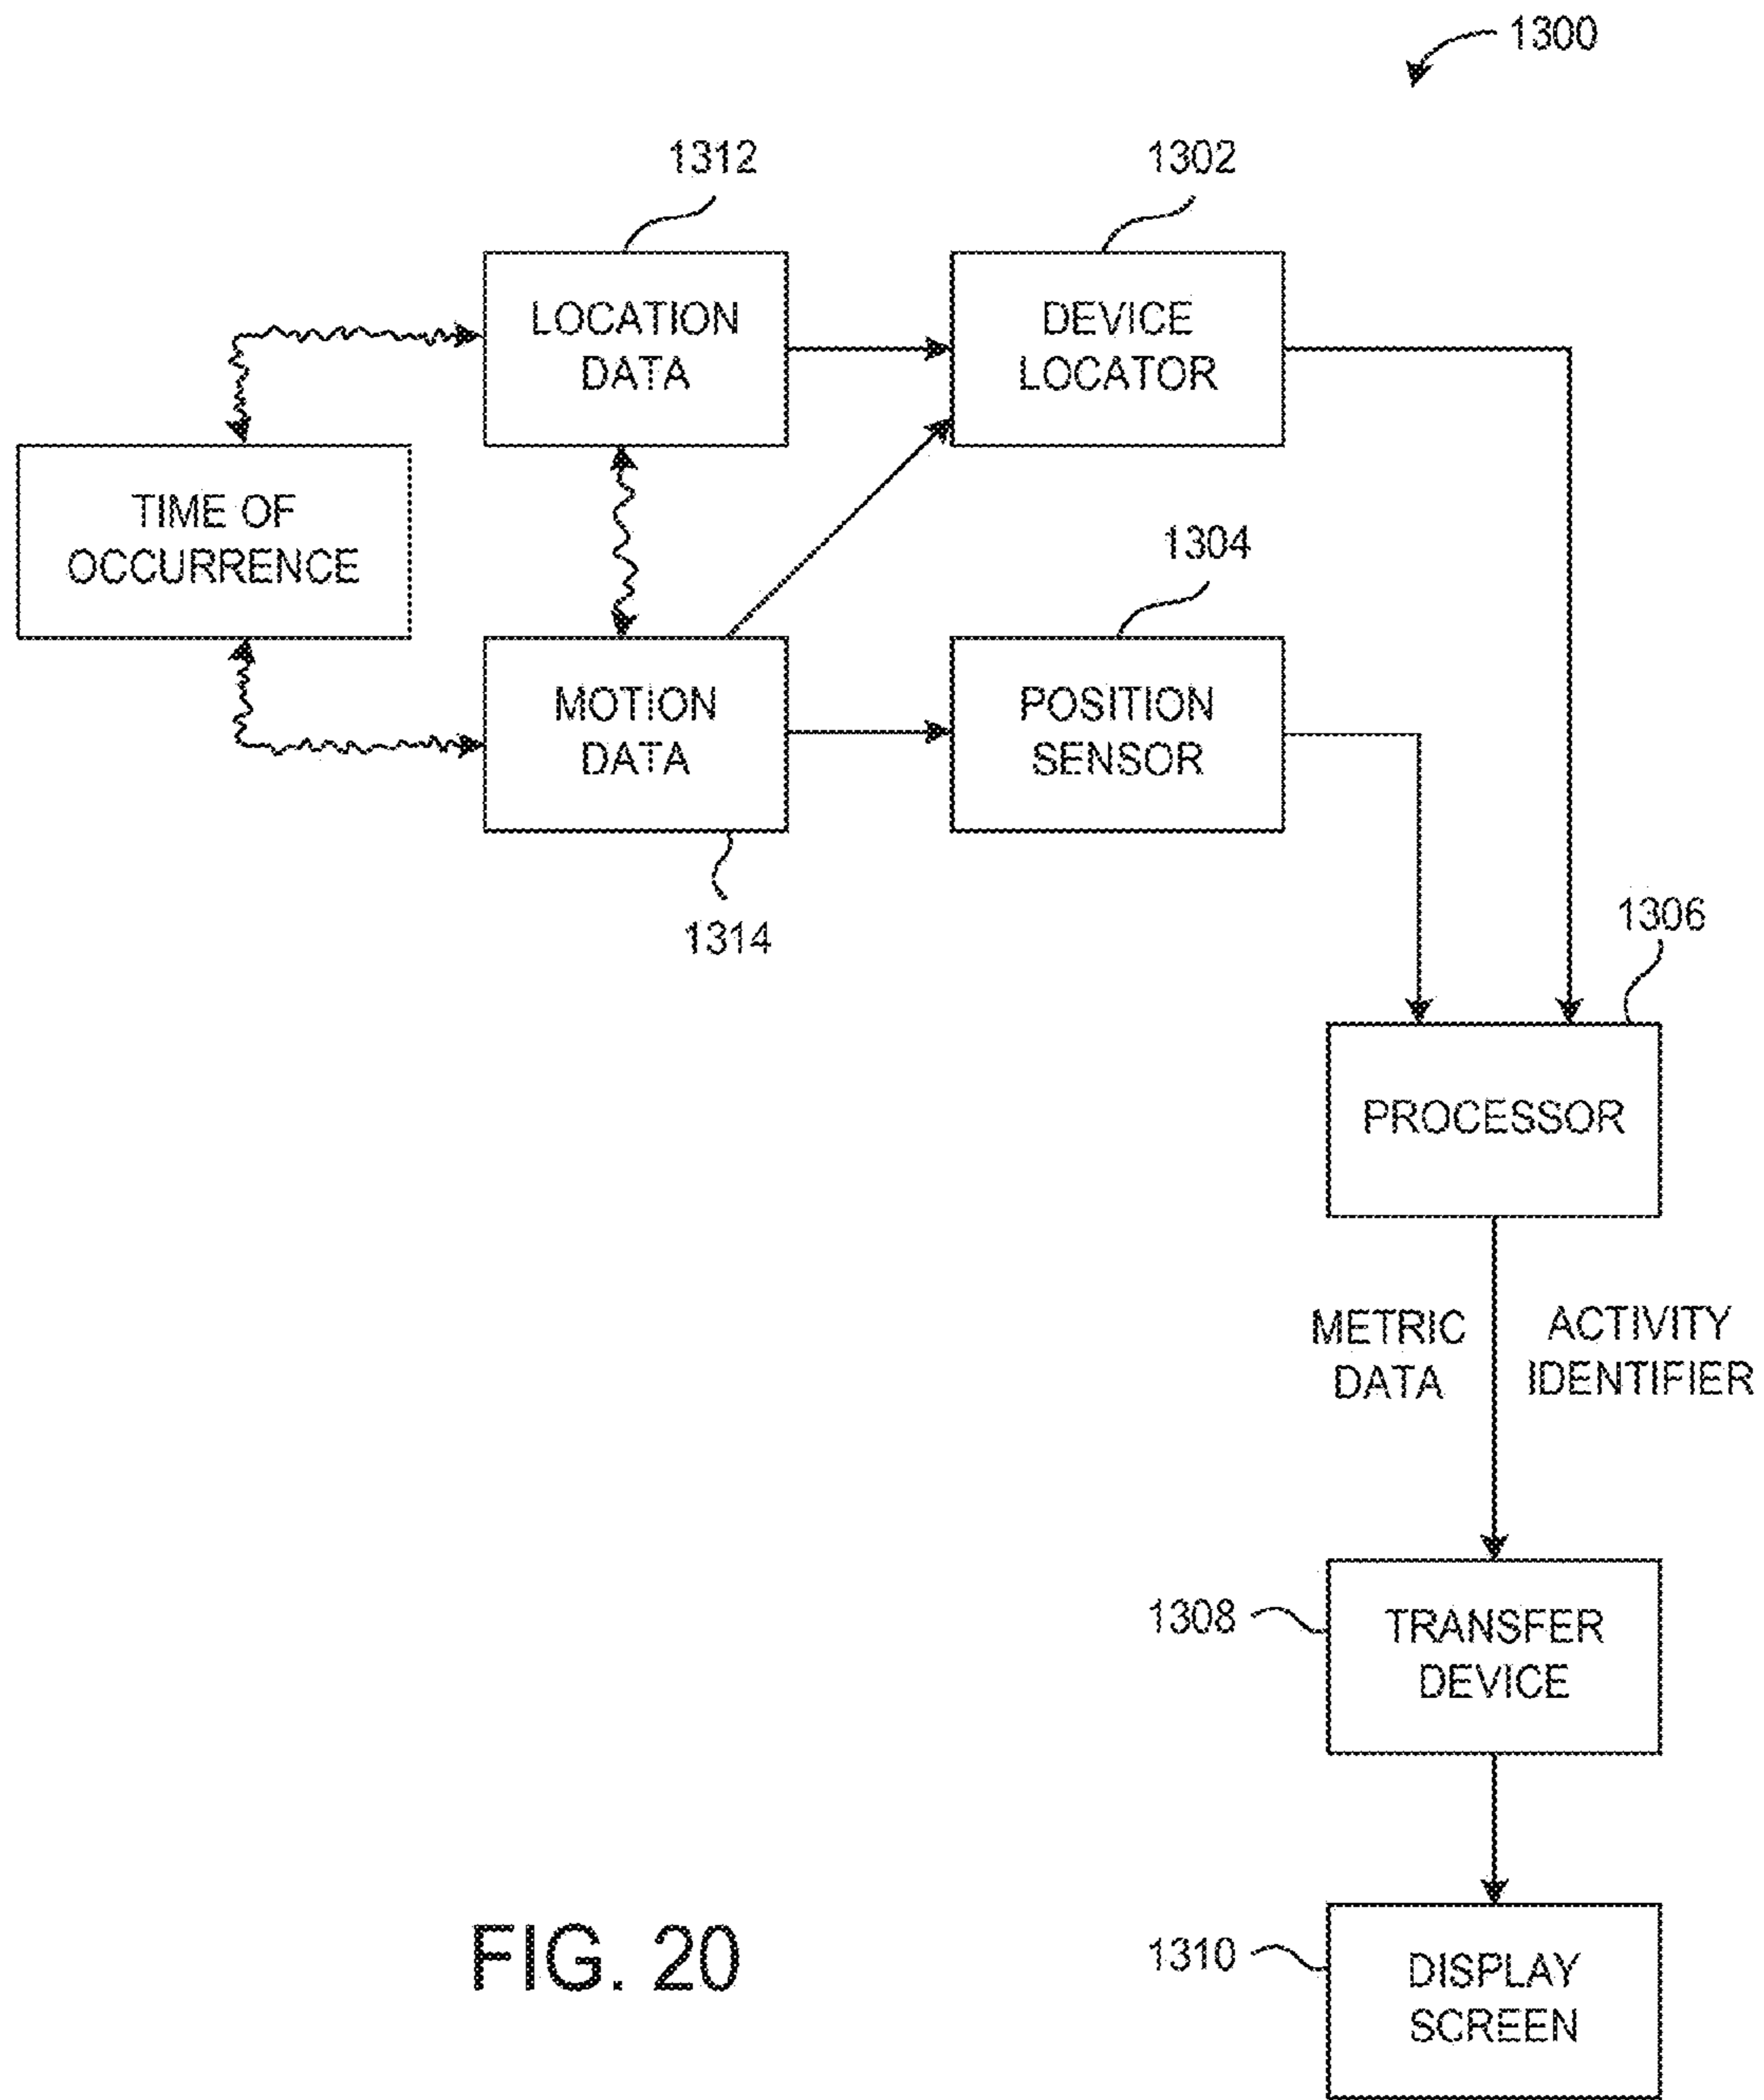 1300
1312
1302
LOCATION
DATA
DEVICE
LOCATOR
TIME OF
OCCURRENCE
1304
MOTION
DATA
POSITION
SENSOR
1314
1306
PROCESSOR
METRIC
DATA
ACTIVITY
IDENTIFIER
1308
TRANSFER
DEVICE
1310
DISPLAY
SCREEN
FIG. 20